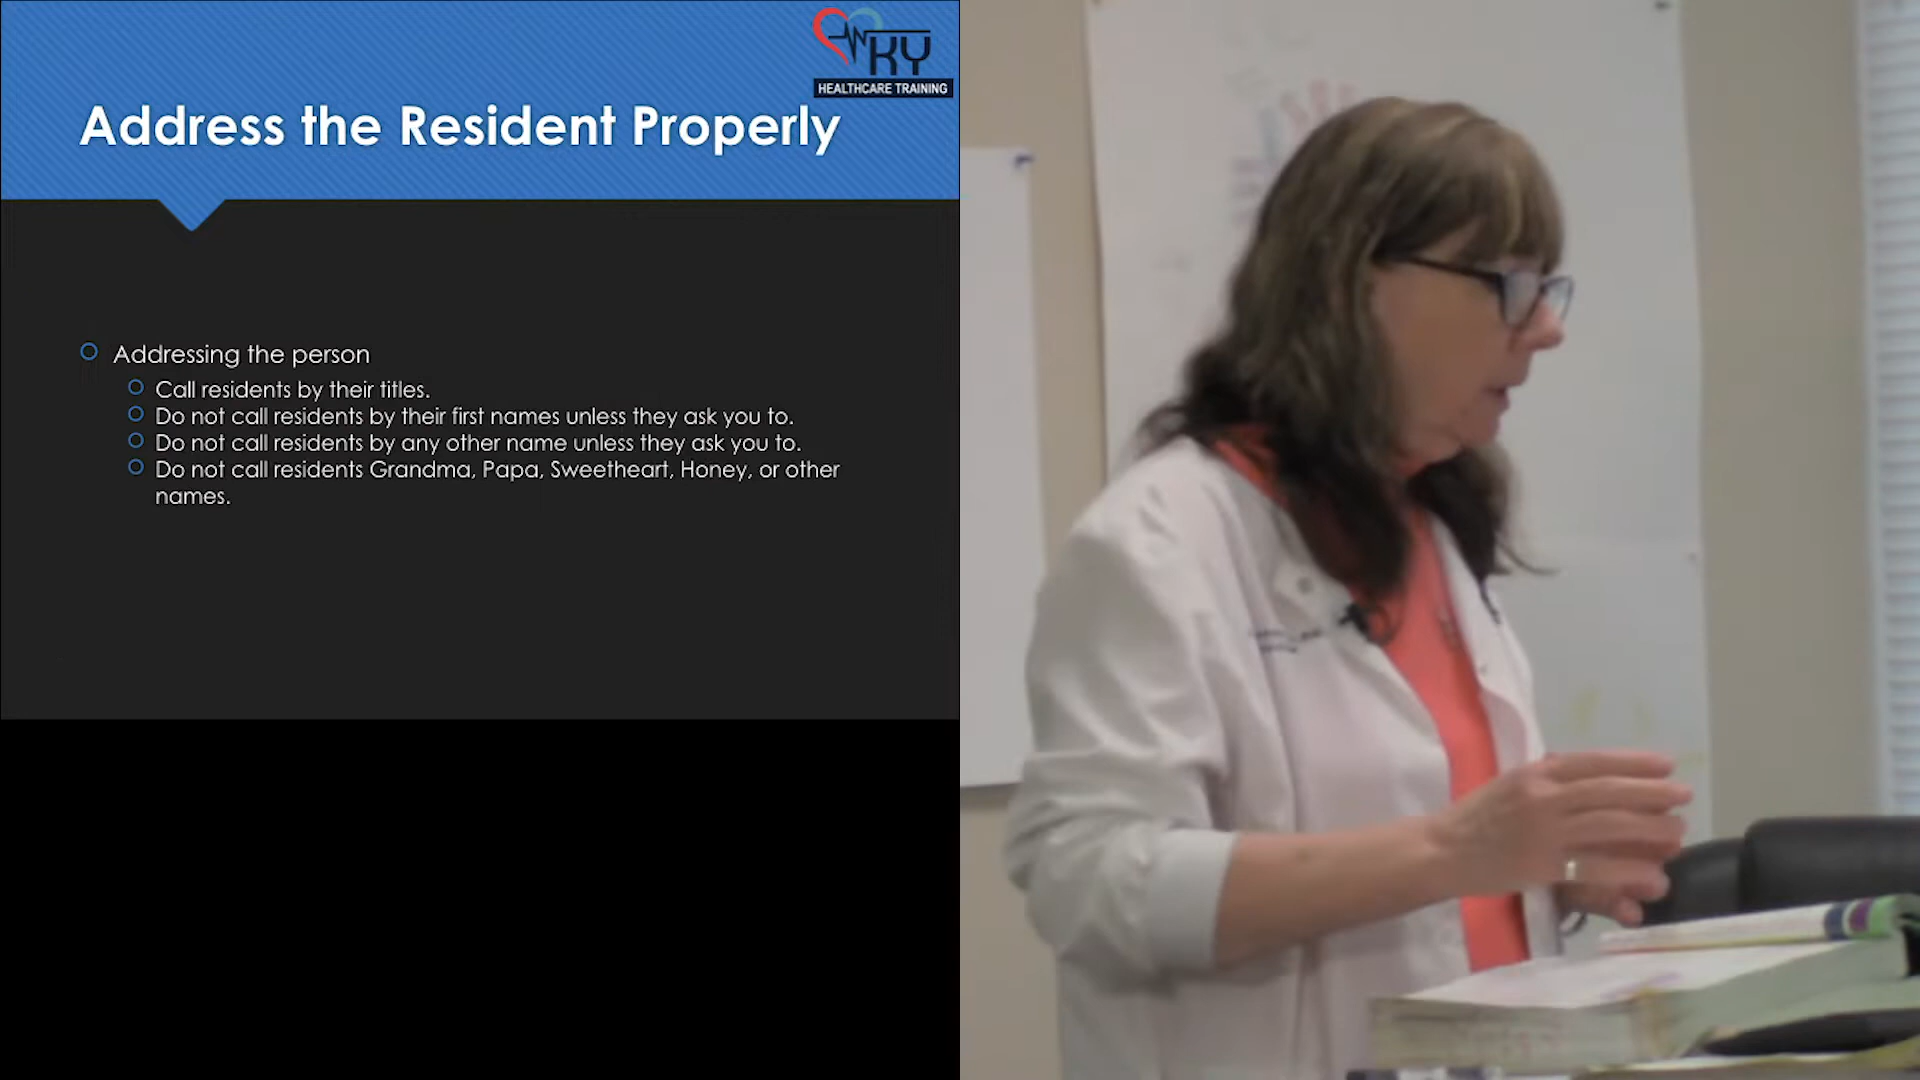 KY
HEALTHCARE TRAINING
Address the Resident Properly
Addressing the person
Call residents by their titles.
Do not call residents by their first names unless they ask you to.
Do not call residents by any other name unless they ask you to.
Do not call residents Grandma, Papa, Sweetheart, Honey, or other
names.